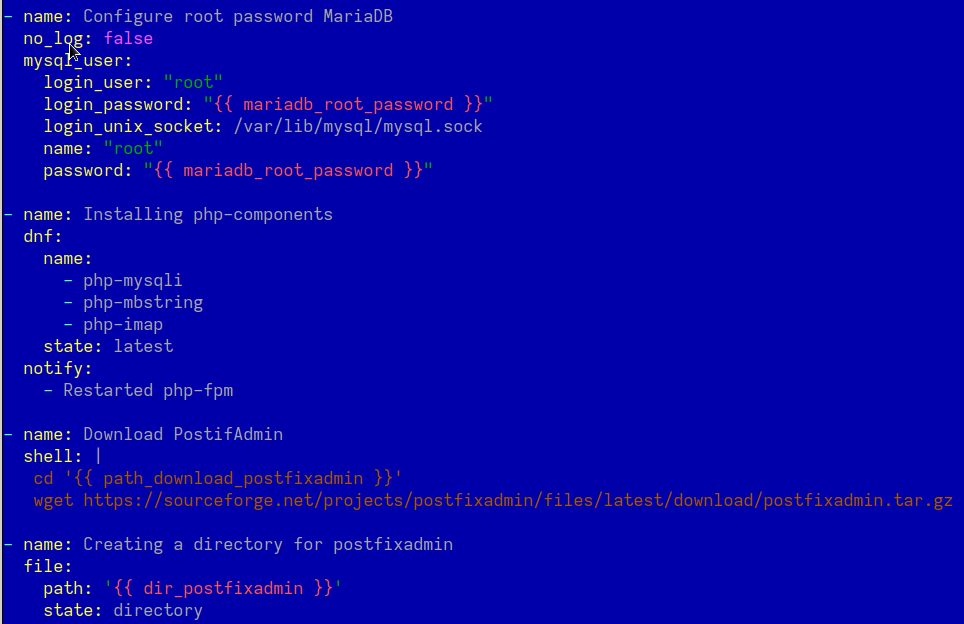 - name: Configure root password MariaDB
  no_log: false
  mysql_user:
    login_user: "root"
    login_password: "{{ mariadb_root_password }}"
    login_unix_socket: /var/lib/mysql/mysql.sock
    name: "root"
    password: "{{ mariadb_root_password }}"

- name: Installing php-components
  dnf:
    name:
      - php-mysqli
      - php-mbstring
      - php-imap
    state: latest
  notify:
    - Restarted php-fpm

- name: Download PostifAdmin
  shell: |
   cd '{{ path_download_postfixadmin }}'
   wget https://sourceforge.net/projects/postfixadmin/files/latest/download/postfixadmin.tar.gz

- name: Creating a directory for postfixadmin
  file:
    path: '{{ dir_postfixadmin }}'
    state: directory